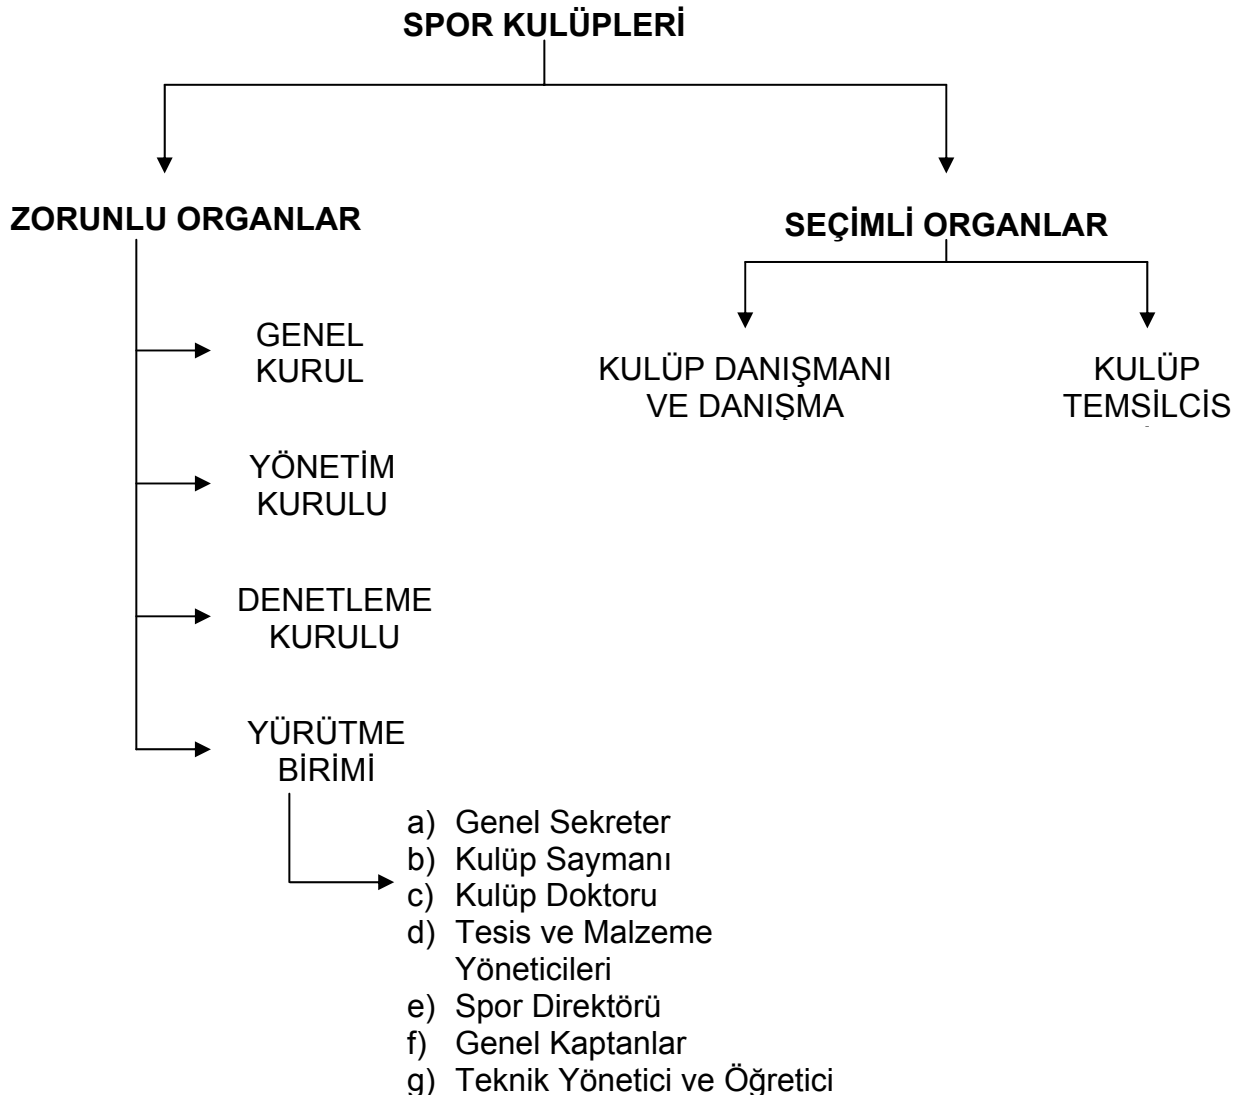 SPOR KULÜPLERİ
ZORUNLU ORGANLAR
GENEL
KURUL
YÖNETİM
KURULU
DENETLEME
KURULU
YÜRÜTME
BİRİMİ
a) Genel Sekreter
b) Kulüp Saymanı
c) Kulüp Doktoru
d) Tesis ve Malzeme
Yöneticileri
e) Spor Direktörü
f) Genel Kaptanlar
g) Teknik Yönetici ve Öğretici
SEÇİMLİ ORGANLAR
KULÜP DANIŞMANI
VE DANIŞMA
KULÜP
TEMSİLCİS